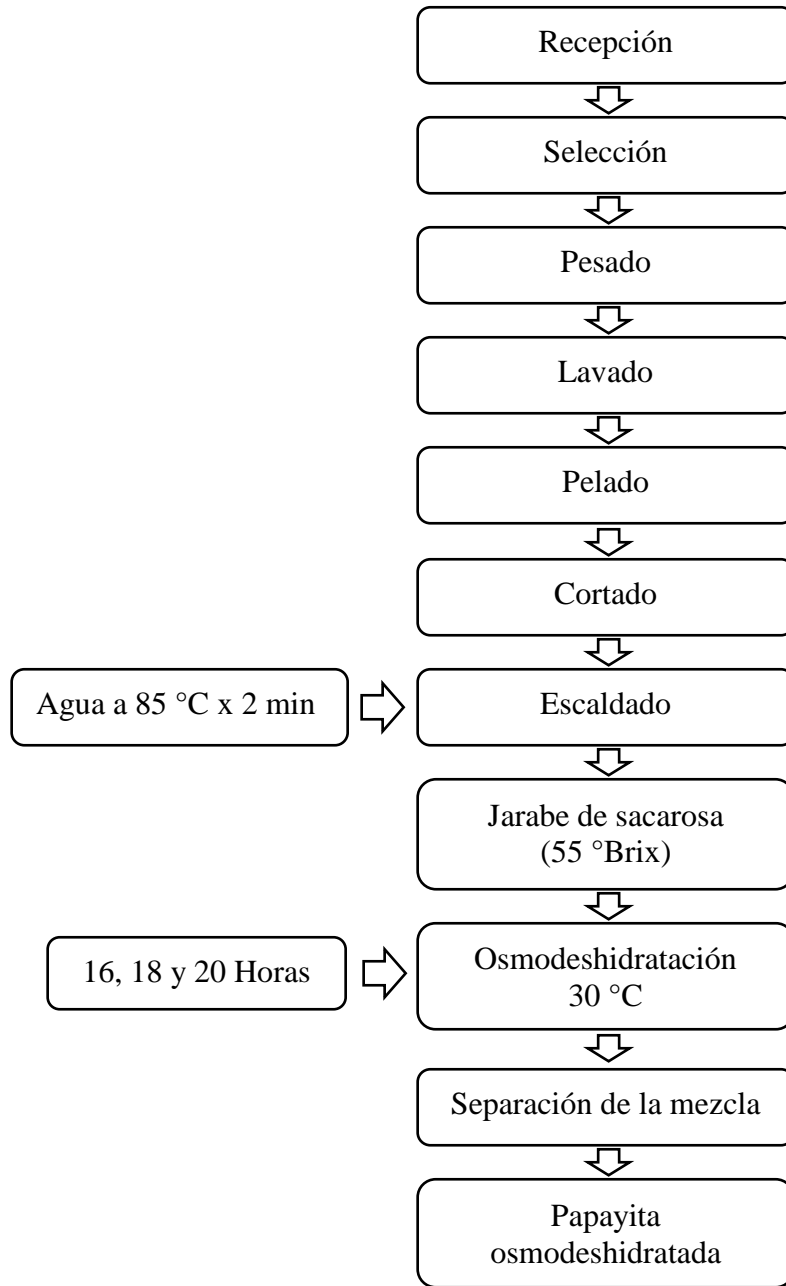 Recepción
Selección
Pesado
Lavado
Pelado
Cortado
Agua a 85 °C x 2 min
Escaldado
Jarabe de sacarosa
(55 °Brix)
16, 18 y 20 Horas
Osmodeshidratación
30 °C
Separación de la mezcla
Papayita
osmodeshidratada